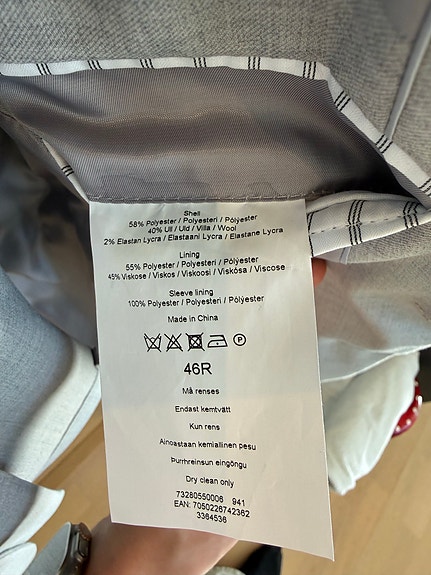 Shell
58% Polyester / Polyesteri / Pólýester
40% Ull / Uld / Villa / Wool
2% Elastan Lycra / Elastaani Lycra / Elastane Lycra
Lining
55% Polyester / Polyesteri / Pólýester
45% Viskose / Viskos / Viskoosi / Viskósa / Viscose
Sleeve lining
100% Polyester / Polyesteri / Pólýester
Made in China
P
46R
Må renses
Endast kemtvätt
Kun rens
Ainoastaan kemiallinen pesu
Þurrhreinsun eingöngu
Dry clean only
73280550006 941
EAN: 7050226742362
3364536